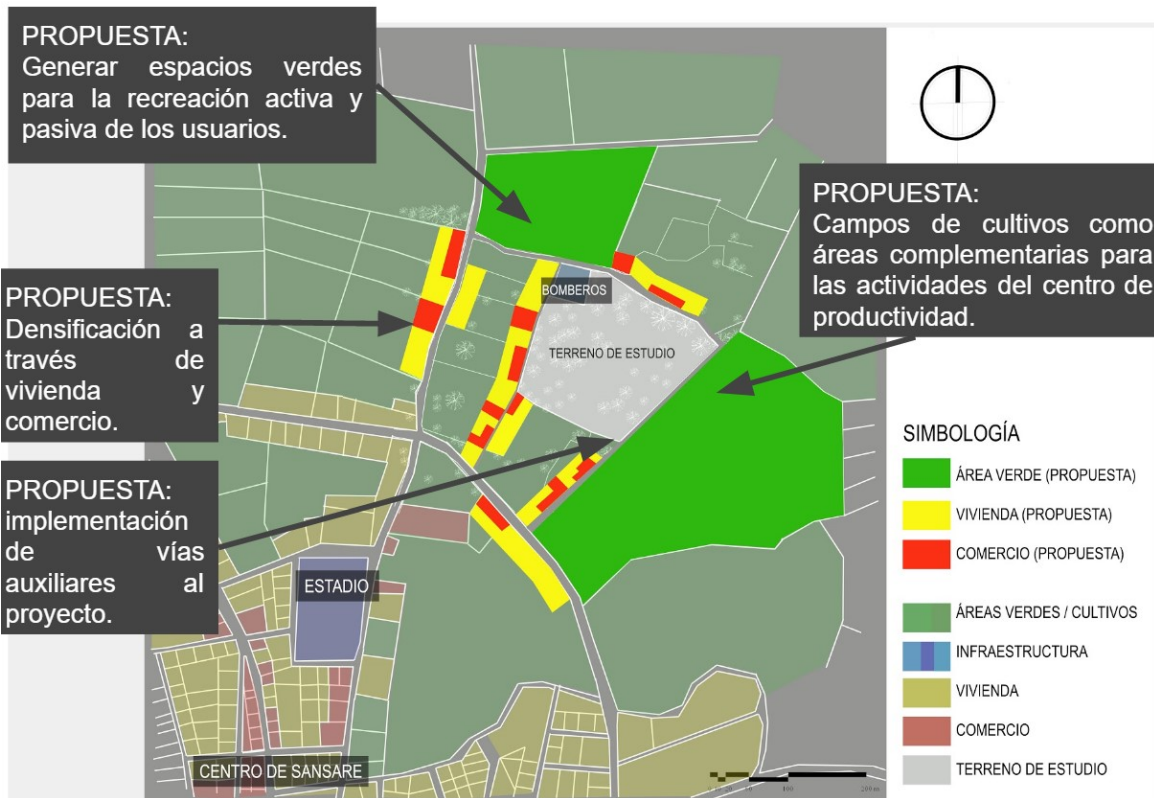 PROPUESTA:
Generar espacios verdes
para la recreación activa y
pasiva de los usuarios.
PROPUESTA:
Campos de cultivos como
áreas complementarias para
las actividades del centro de
productividad.
PROPUESTA:
Densificación a
través de
vivienda y
comercio.
BOMBEROS
TERRENO DE ESTUDIO
PROPUESTA:
implementación
de vías
auxiliares al
proyecto.
ESTADIO
CENTRO DE SANSARE
SIMBOLOGÍA
ÁREA VERDE (PROPUESTA)
VIVIENDA (PROPUESTA)
COMERCIO (PROPUESTA)
ÁREAS VERDES / CULTIVOS
INFRAESTRUCTURA
VIVIENDA
COMERCIO
TERRENO DE ESTUDIO